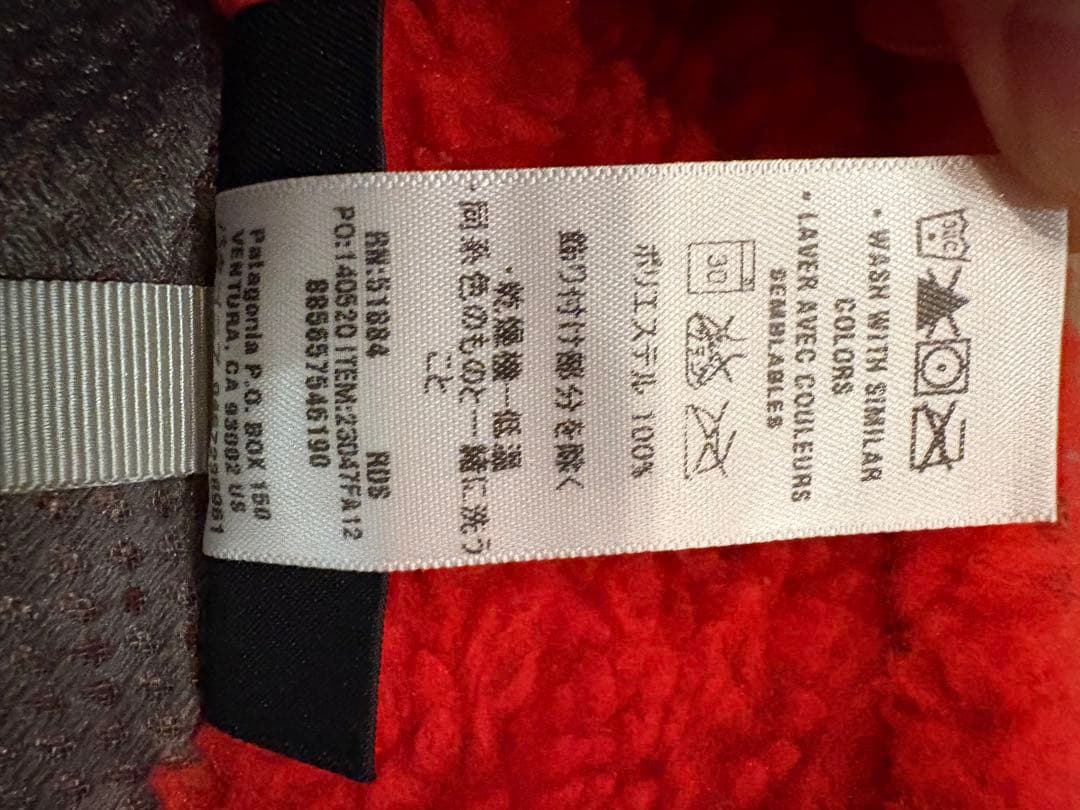 30°C
• WASH WITH SIMILAR
COLORS
• LAVER AVEC COULEURS
SEMBLABLES
30
ポリエステル 100%
飾り付け部分を除く
・乾燥機－低温
・同系色のものと一緒に洗う
こと
RN:51884 RDS
PO:140520 ITEM:23047FA12
885657546190
Patagonia P.O. BOX 150
VENTURA, CA 93002 US